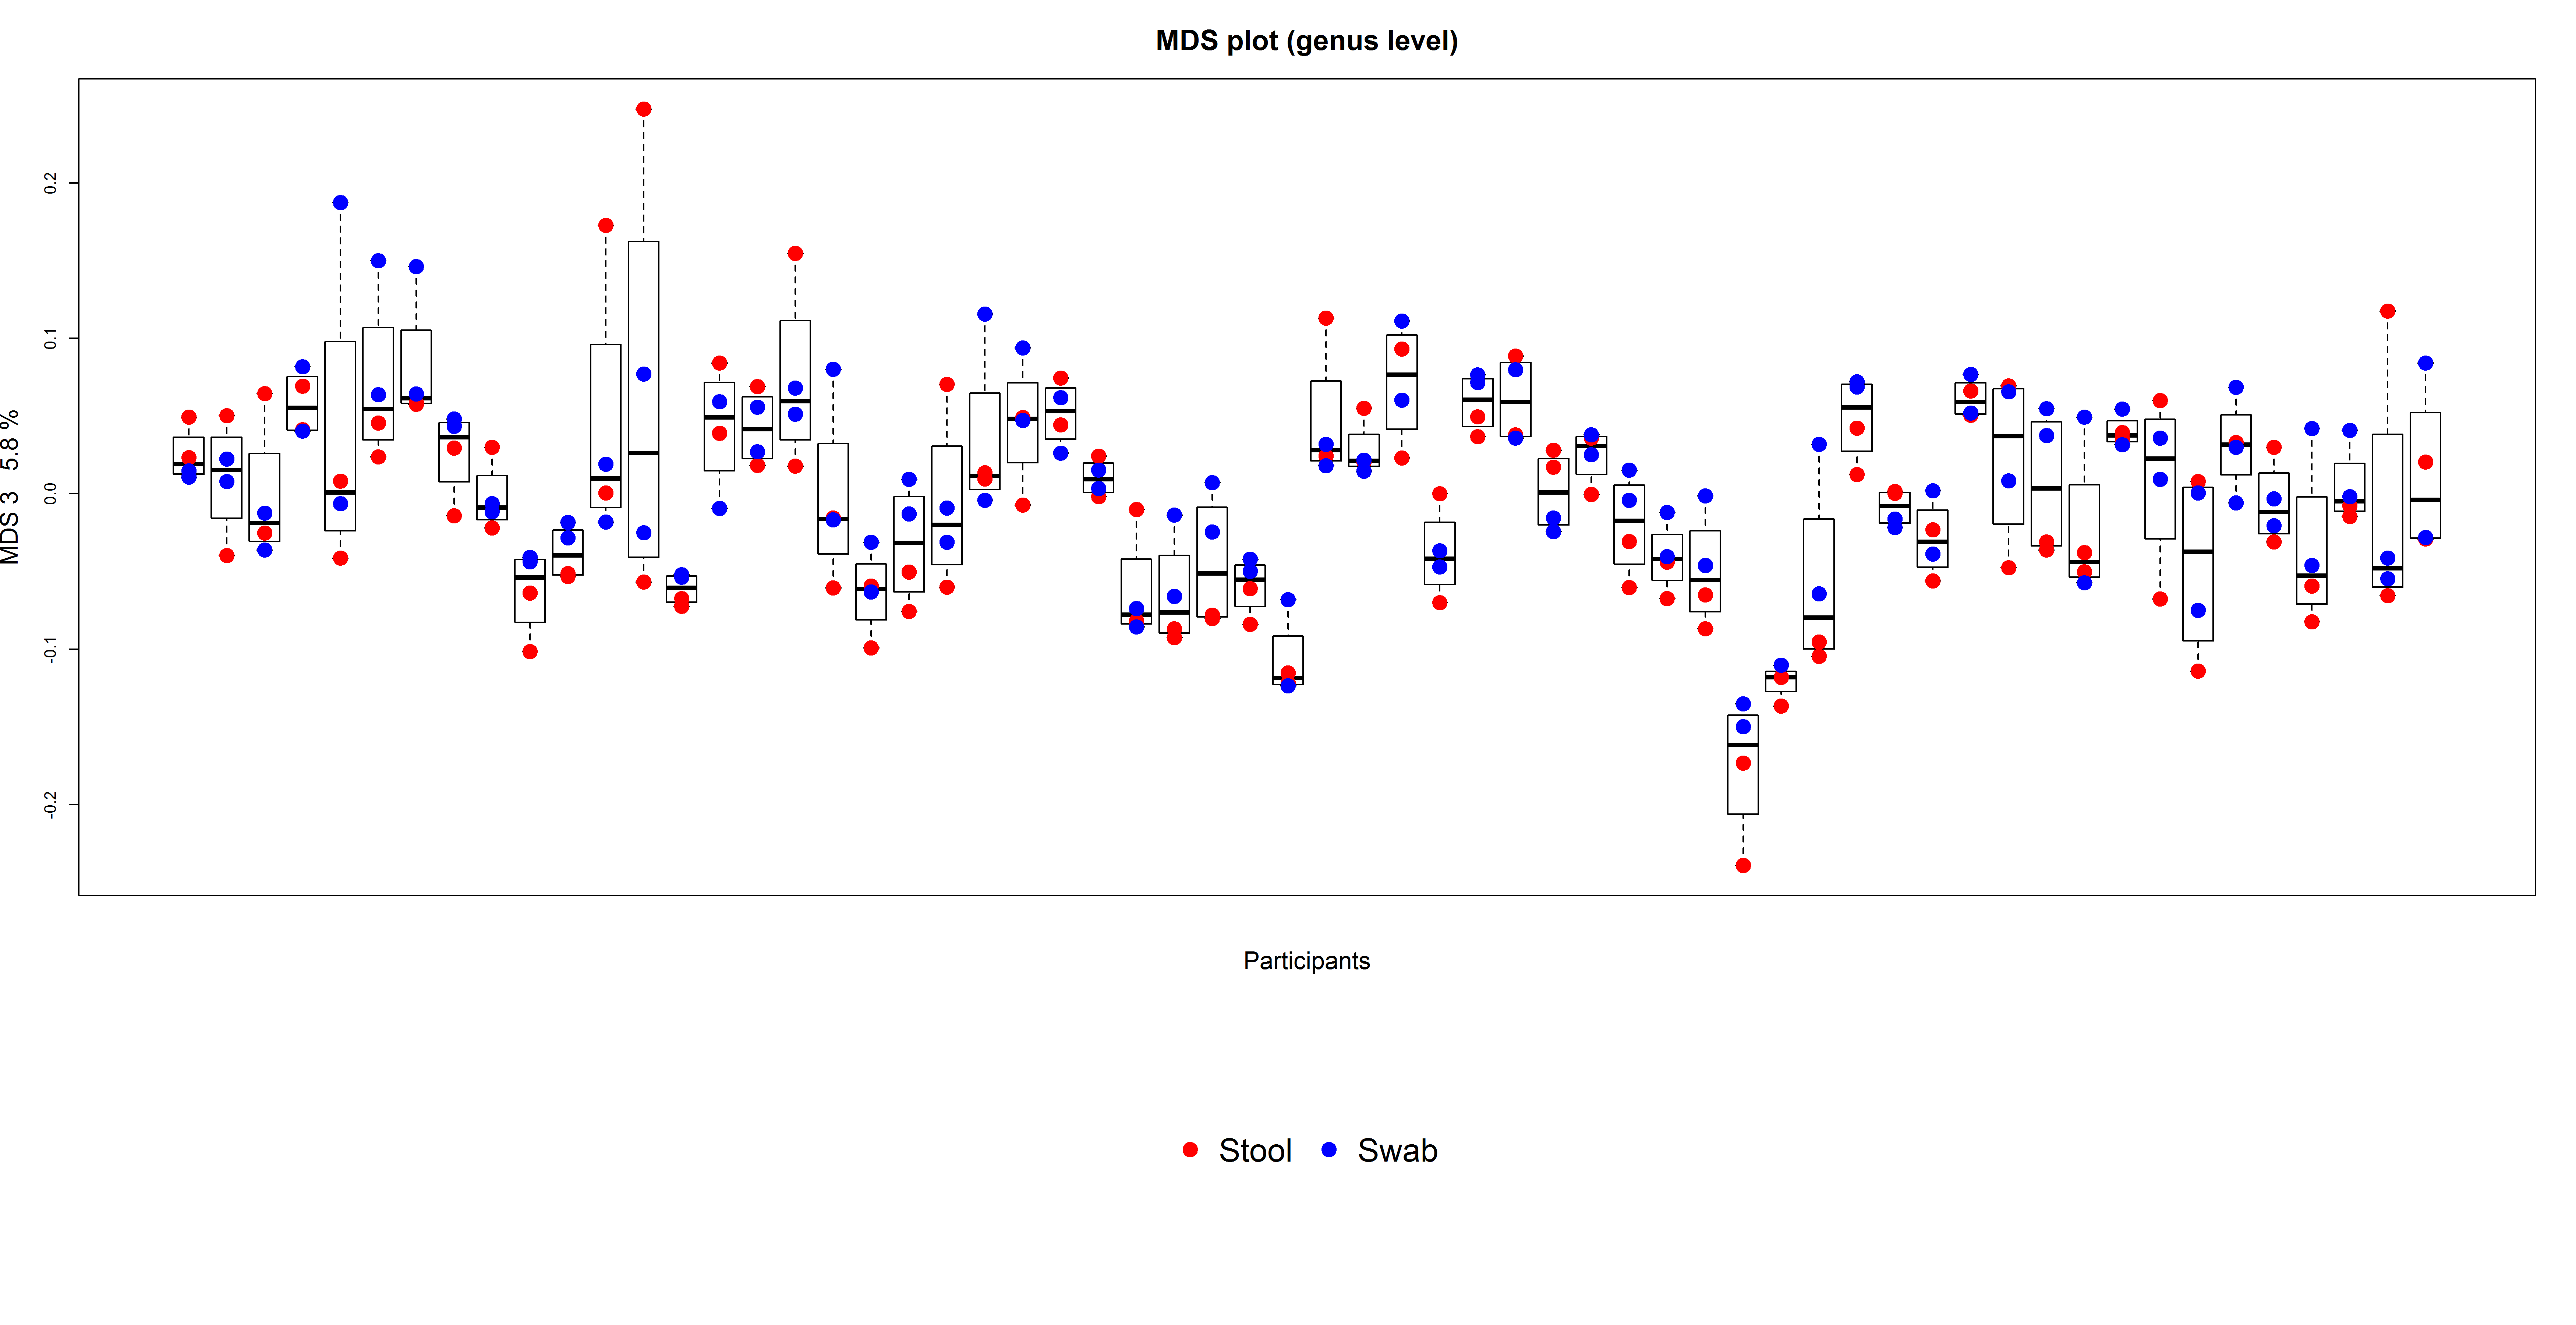 MDS plot (genus level)
MDS 3 5.8 %
0.2
0.1
0.0
-0.1
-0.2
Participants
Stool Swab